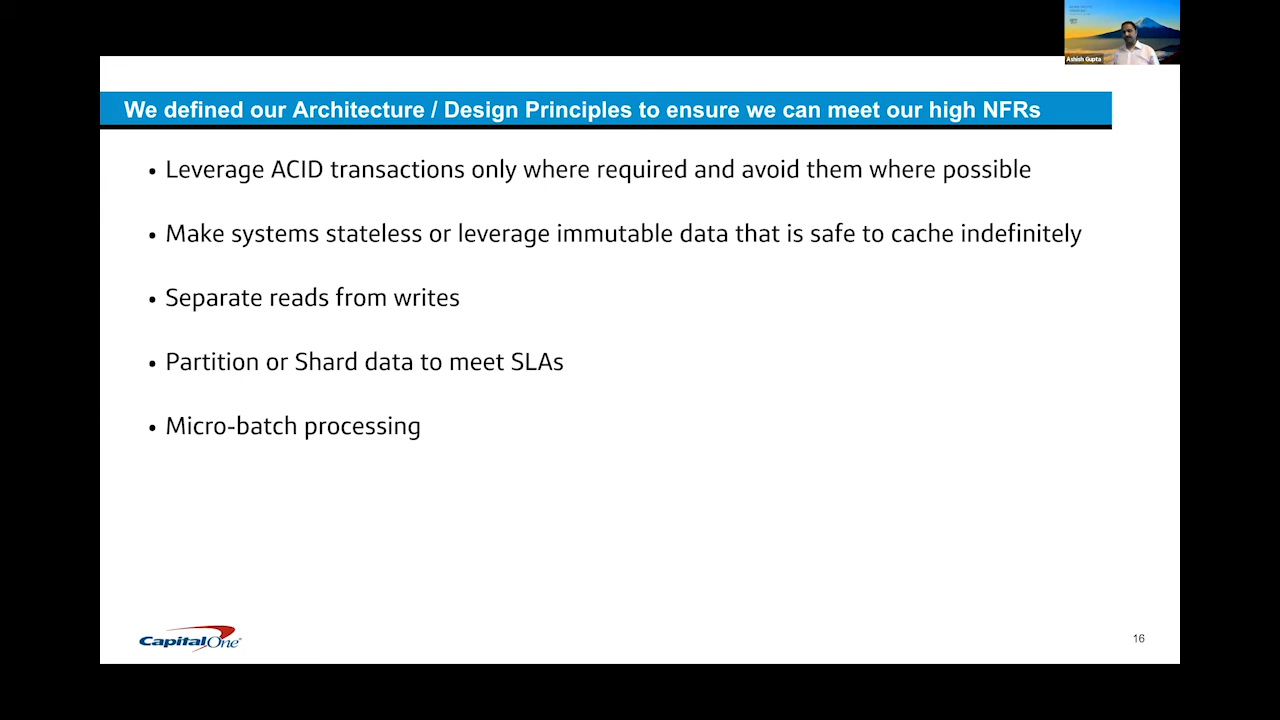 Ashish Gupta
We defined our Architecture / Design Principles to ensure we can meet our high NFRs
• Leverage ACID transactions only where required and avoid them where possible
• Make systems stateless or leverage immutable data that is safe to cache indefinitely
• Separate reads from writes
• Partition or Shard data to meet SLAs
• Micro-batch processing
CapitalOne
16